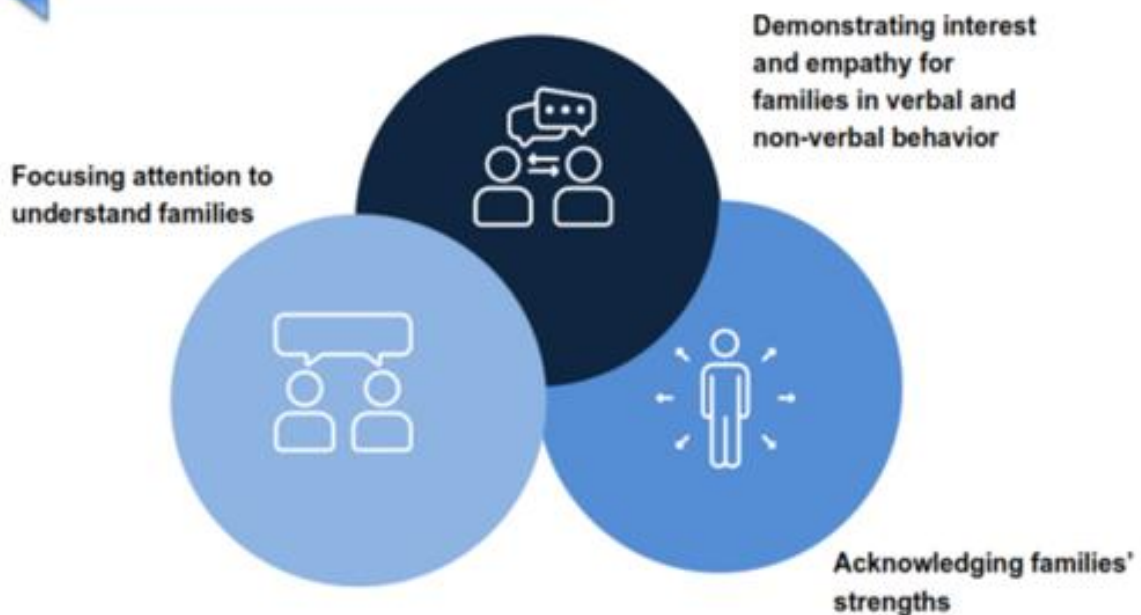 Demonstrating interest
and empathy for
families in verbal and
non-verbal behavior
Focusing attention to
understand families
Acknowledging families’
strengths